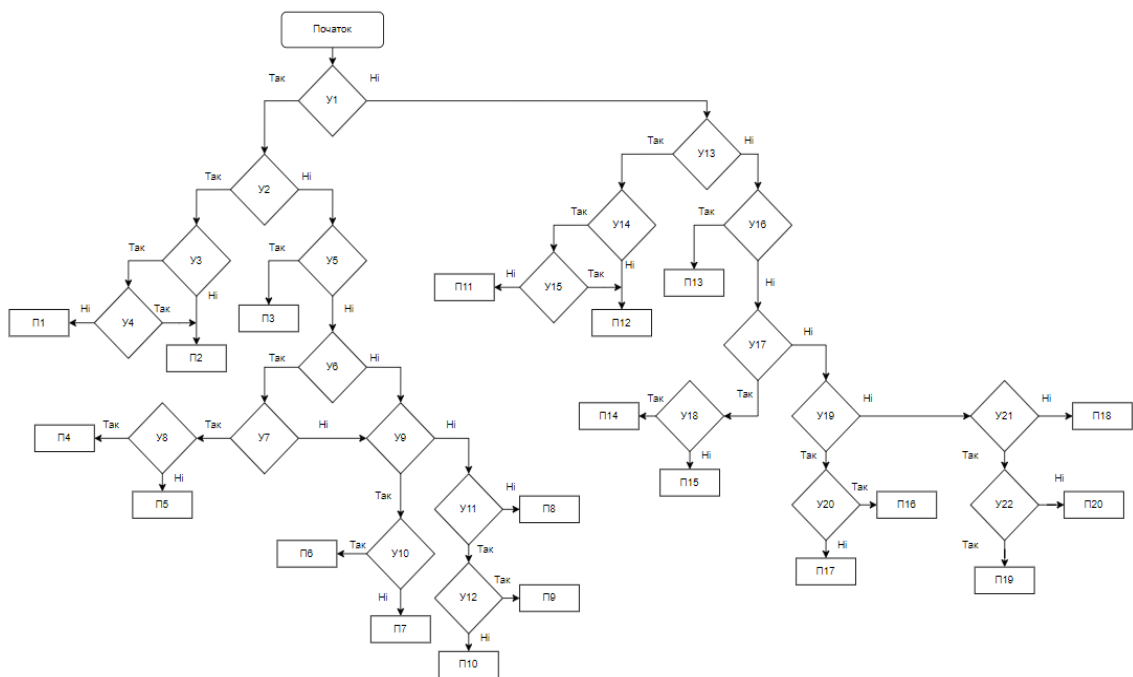 Початок
Так
Ні
У1
Так
Ні
У13
Так
Ні
У2
Так
Ні
У14
У16
Так
Так
Так
У3
У5
Ні
Так
Ні
П11
У15
П13
Ні
Так
Ні
Ні
П1
У4
П3
П12
У17
Ні
П2
Так
Ні
У6
Так
П14
Так
У18
У19
Ні
У21
Ні
П18
П4
Так
У8
Так
У7
Ні
У9
Ні
Ні
Так
Так
П15
Ні
П5
Так
У11
Ні
П8
У20
Так
П16
У22
Ні
П20
П6
Так
У10
Так
Ні
Так
П17
П19
Ні
У12
Так
П9
П7
Ні
П10